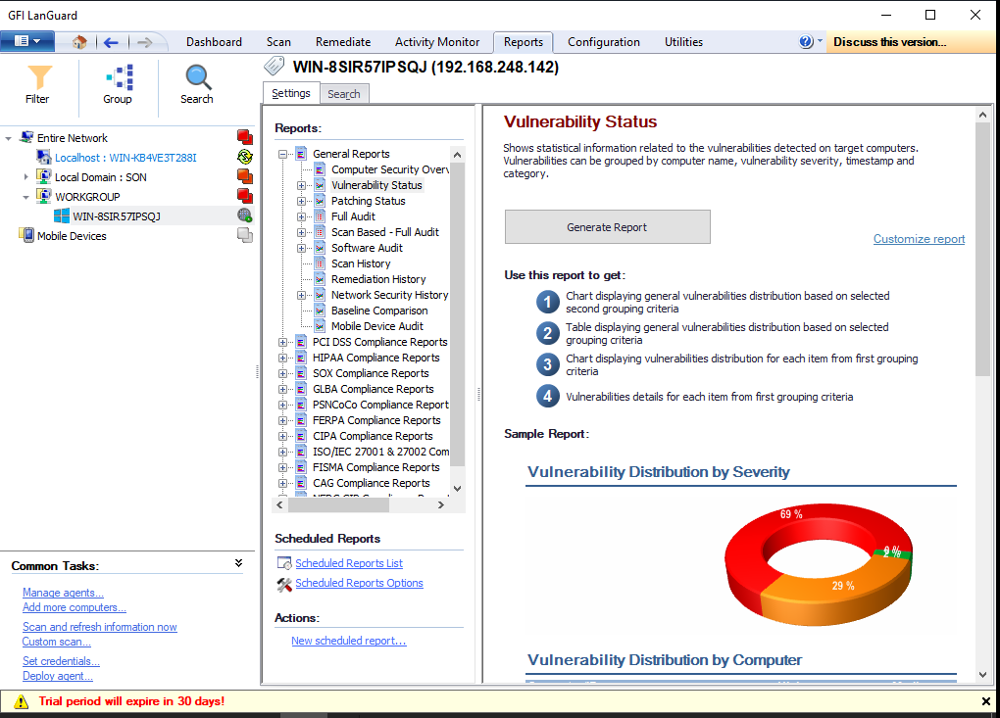 GFI LanGuard
Dashboard Scan Remediate Activity Monitor Reports Configuration Utilities Discuss this version...
Filter Group Search
Entire Network
Localhost : WIN-KB4VE3T288I
Local Domain : SON
WORKGROUP
WIN-8SIR57IPSQJ
Mobile Devices
Common Tasks:
Manage agents...
Add more computers...
Scan and refresh information now
Custom scan...
Set credentials...
Deploy agent...
WIN-8SIR57IPSQJ (192.168.248.142)
Settings Search
Reports:
General Reports
Computer Security Overv
Vulnerability Status
Patching Status
Full Audit
Scan Based - Full Audit
Software Audit
Scan History
Remediation History
Network Security History
Baseline Comparison
Mobile Device Audit
PCI DSS Compliance Reports
HIPAA Compliance Reports
SOX Compliance Reports
GLBA Compliance Reports
PSNCoCo Compliance Report
FERPA Compliance Reports
CIPA Compliance Reports
ISO/IEC 27001 & 27002 Com
FISMA Compliance Reports
CAG Compliance Reports
Scheduled Reports
Scheduled Reports List
Scheduled Reports Options
Actions:
New scheduled report...
Vulnerability Status
Shows statistical information related to the vulnerabilities detected on target computers.
Vulnerabilities can be grouped by computer name, vulnerability severity, timestamp and
category.
Generate Report
Customize report
Use this report to get:
1 Chart displaying general vulnerabilities distribution based on selected
second grouping criteria
2 Table displaying general vulnerabilities distribution based on selected
grouping criteria
3 Chart displaying vulnerabilities distribution for each item from first grouping
criteria
4 Vulnerabilities details for each item from first grouping criteria
Sample Report:
Vulnerability Distribution by Severity
69 %
29 %
Vulnerability Distribution by Computer
Trial period will expire in 30 days!